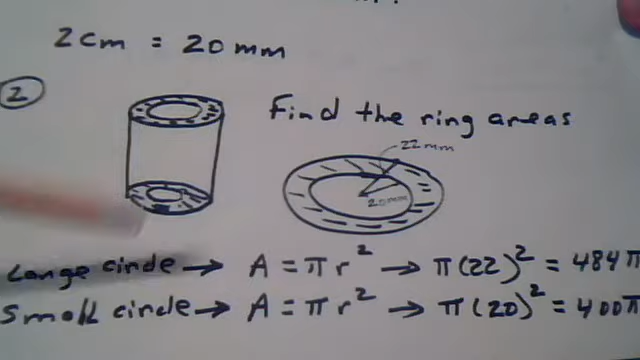 2cm = 20mm
2
Find the ring areas
22mm
20mm
Large circle → A = πr² → π(22)² = 484π
Small circle → A = πr² → π(20)² = 400π